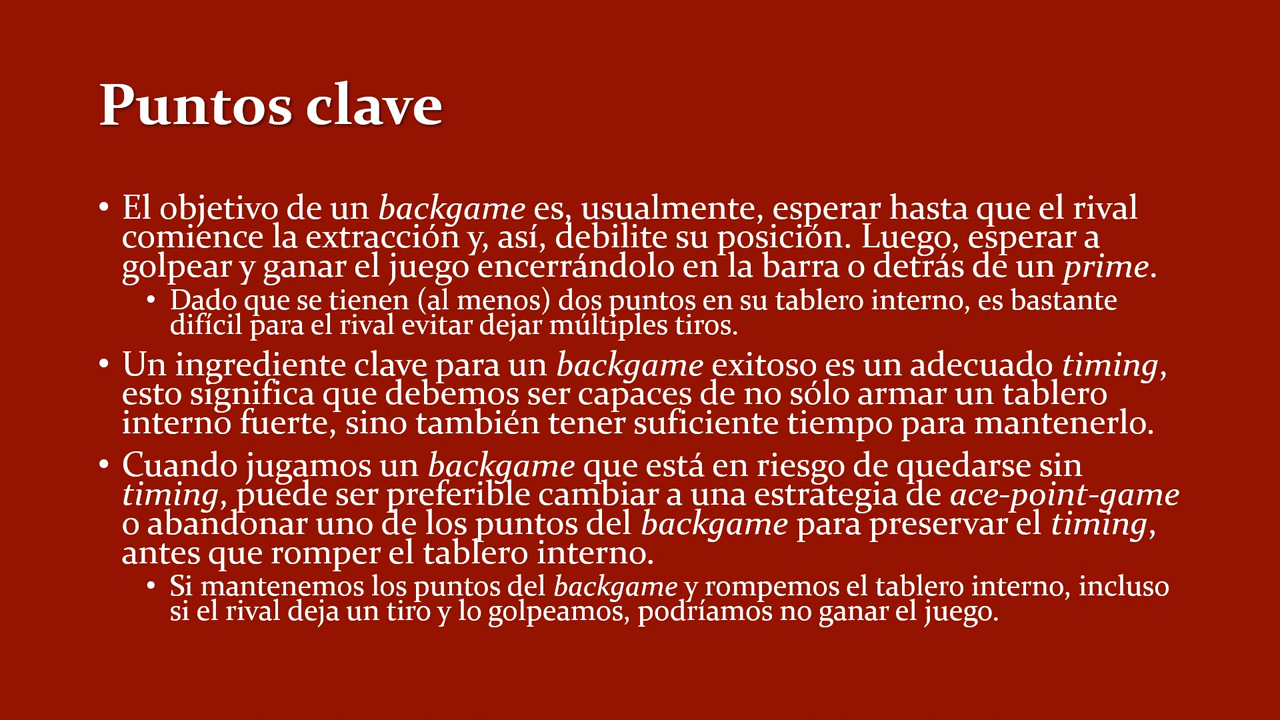 Puntos clave
• El objetivo de un backgame es, usualmente, esperar hasta que el rival
comience la extracción y, así, debilite su posición. Luego, esperar a
golpear y ganar el juego encerrándolo en la barra o detrás de un prime.
• Dado que se tienen (al menos) dos puntos en su tablero interno, es bastante
difícil para el rival evitar dejar múltiples tiros.
• Un ingrediente clave para un backgame exitoso es un adecuado timing,
esto significa que debemos ser capaces de no sólo armar un tablero
interno fuerte, sino también tener suficiente tiempo para mantenerlo.
• Cuando jugamos un backgame que está en riesgo de quedarse sin
timing, puede ser preferible cambiar a una estrategia de ace-point-game
o abandonar uno de los puntos del backgame para preservar el timing,
antes que romper el tablero interno.
• Si mantenemos los puntos del backgame y rompemos el tablero interno, incluso
si el rival deja un tiro y lo golpeamos, podríamos no ganar el juego.